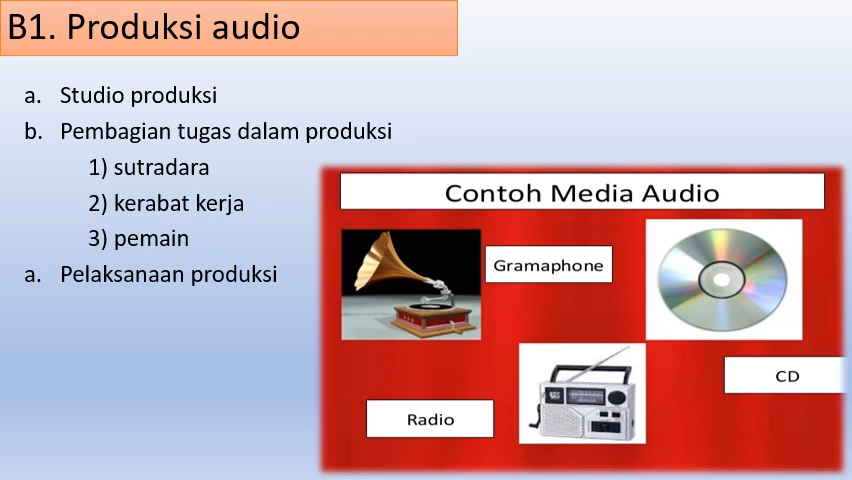 B1. Produksi audio
a. Studio produksi
b. Pembagian tugas dalam produksi
1) sutradara
2) kerabat kerja
3) pemain
a. Pelaksanaan produksi
Contoh Media Audio
Gramaphone
CD
Radio